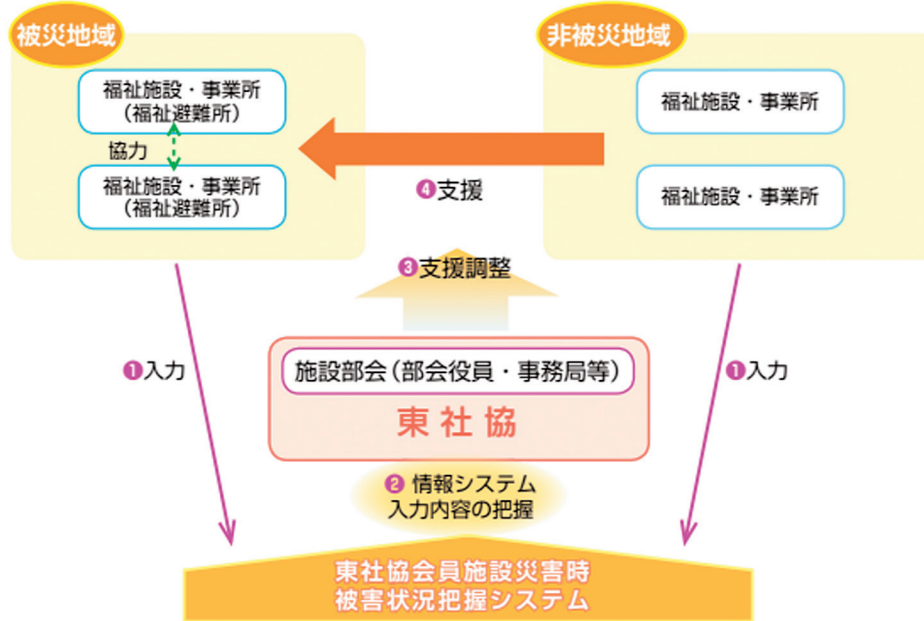 被災地域
非被災地域
福祉施設・事業所
(福祉避難所)
協力
福祉施設・事業所
(福祉避難所)
福祉施設・事業所
福祉施設・事業所
❹支援
❸支援調整
❶入力
❶入力
施設部会(部会役員・事務局等)
東社協
❷ 情報システム
入力内容の把握
東社協会員施設災害時
被害状況把握システム